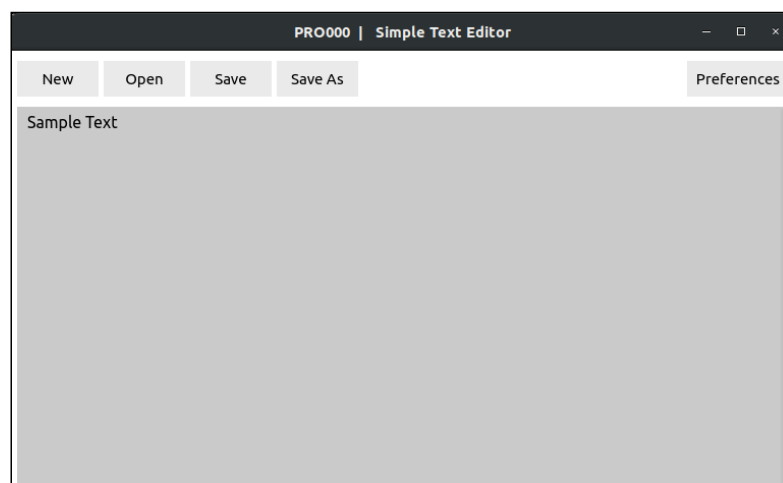 PRO000 | Simple Text Editor
New Open Save Save As Preferences
Sample Text